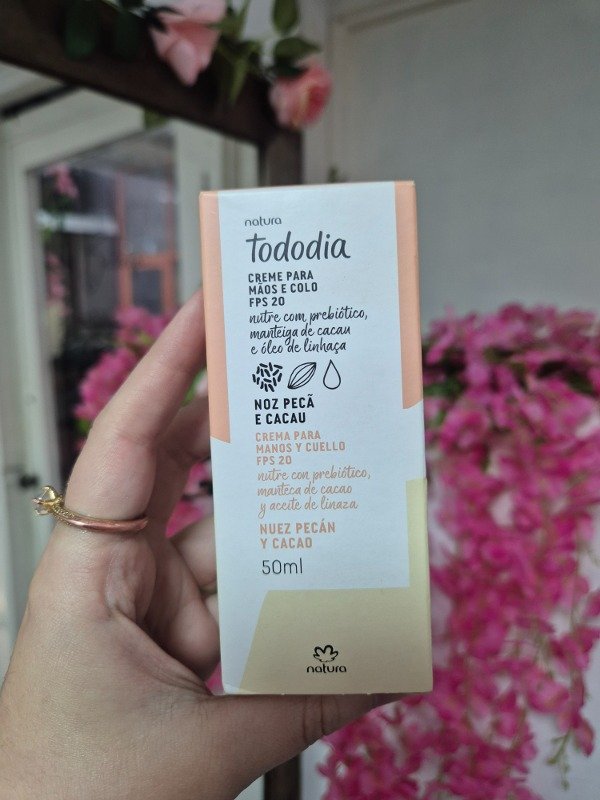 natura
tododia
CREME PARA
MÃOS E COLO
FPS 20
nutre com prebiótico,
manteiga de cacau
e óleo de linhaça
NOZ PECÃ
E CACAU
CREMA PARA
MANOS Y CUELLO
FPS 20
nutre con prebiótico,
manteca de cacao
y aceite de linaza
NUEZ PECÁN
Y CACAO
50ml
natura